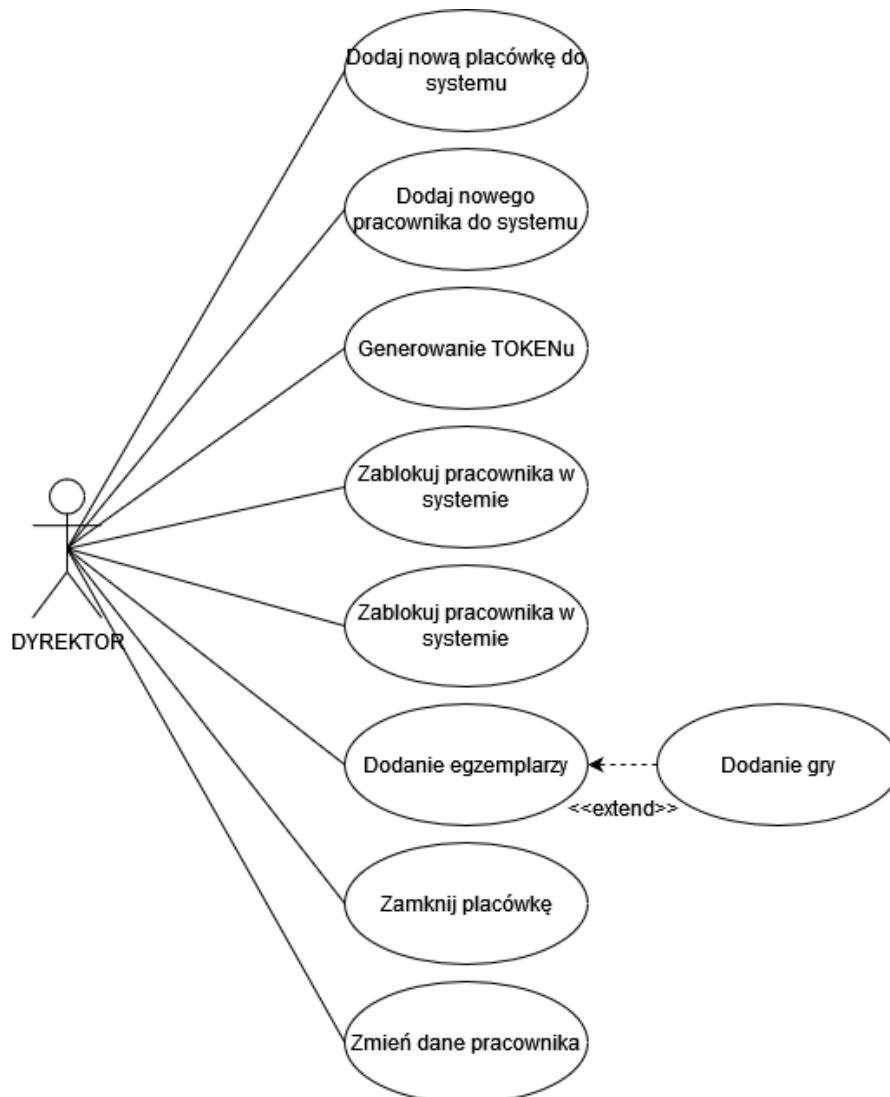 Dodaj nową placówkę do
systemu
Dodaj nowego
pracownika do systemu
Generowanie TOKENu
Zablokuj pracownika w
systemie
DYREKTOR
Zablokuj pracownika w
systemie
Dodanie egzemplarzy
Dodanie gry
<<extend>>
Zamknij placówkę
Zmień dane pracownika